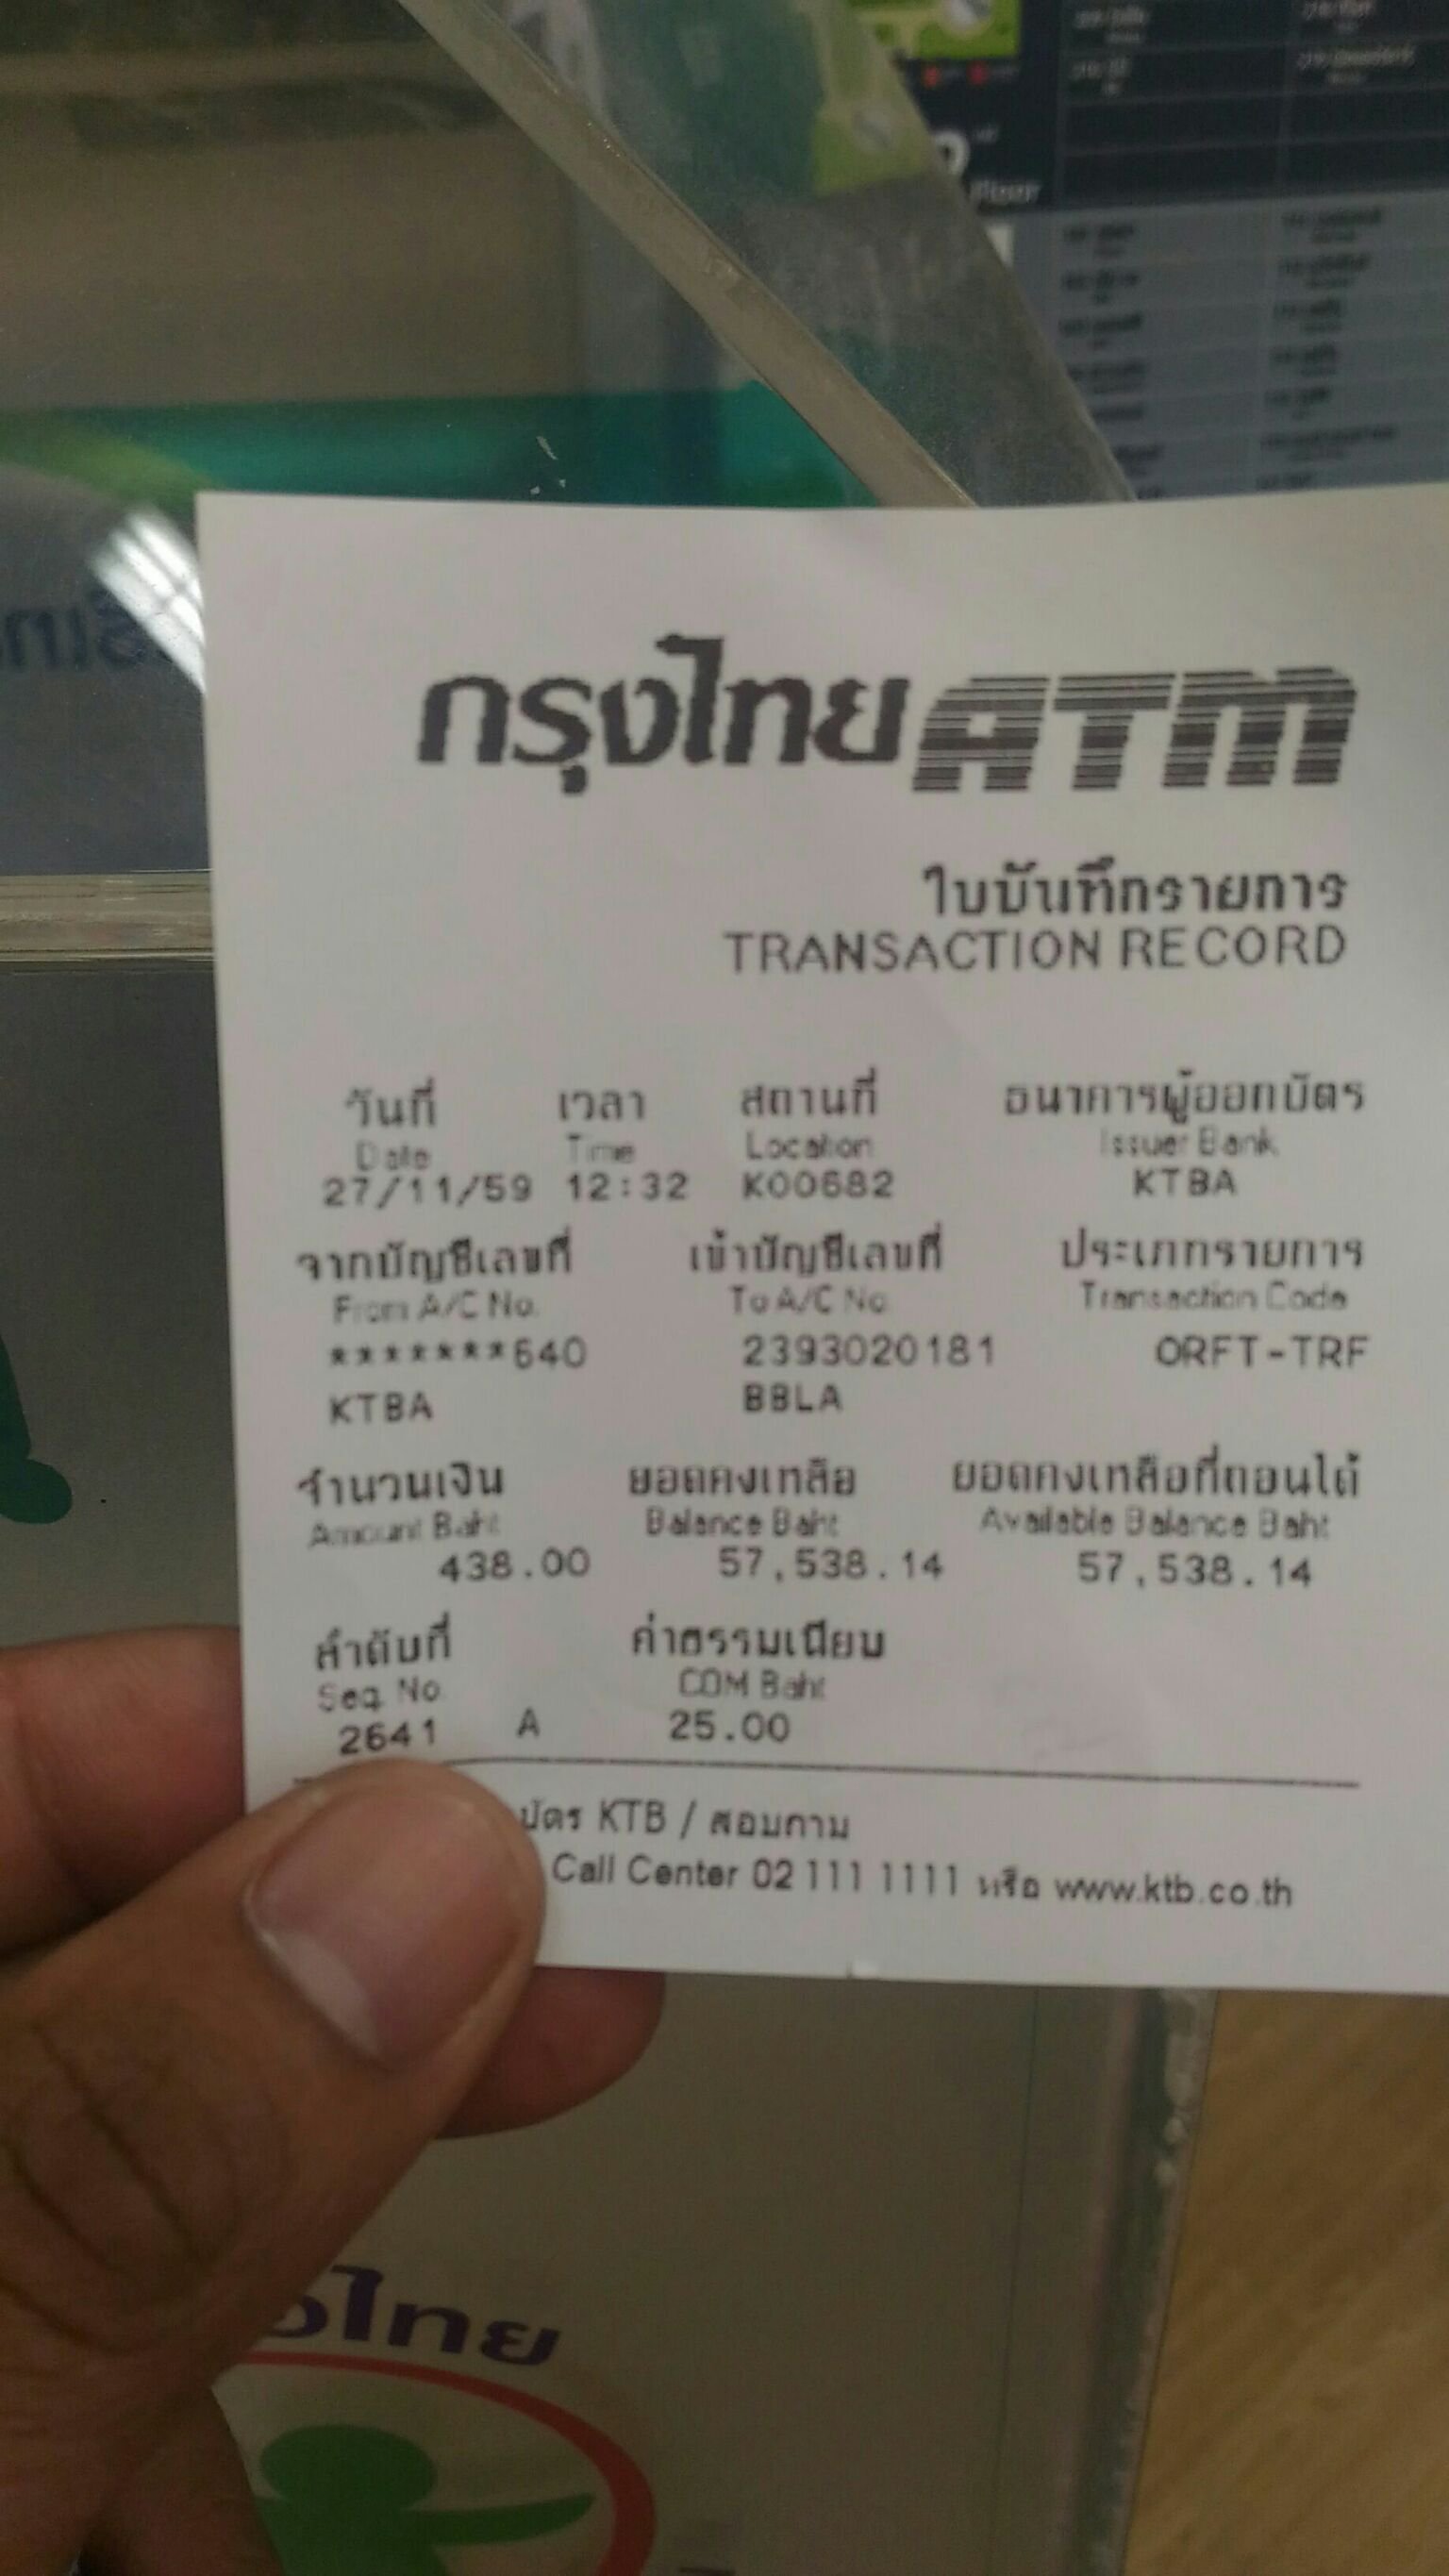 Floor
กรุงไทย ATM
ใบบันทึกรายการ
TRANSACTION RECORD
วันที่ เวลา สถานที่ ธนาคารผู้ออกบัตร
Date Time Location Issuer Bank
27/11/59 12:32 K00682 KTBA
จากบัญชีเลขที่ เข้าบัญชีเลขที่ ประเภทรายการ
From A/C No. To A/C No. Transaction Code
*******640 2393020181 ORFT-TRF
KTBA BBLA
จำนวนเงิน ยอดคงเหลือ ยอดคงเหลือที่ถอนได้
Amount Baht Balance Baht Available Balance Baht
438.00 57,538.14 57,538.14
ลำดับที่ ค่าธรรมเนียม
Seq. No. COM Baht
2641 A 25.00
บัตร KTB / สอบถาม
Call Center 02 111 1111 หรือ www.ktb.co.th
ไทย